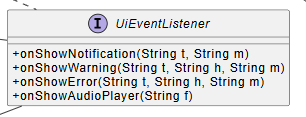 I UiEventListener
+onShowNotification(String t, String m)
+onShowWarning(String t, String h, String m)
+onShowError(String t, String h, String m)
+onShowAudioPlayer(String f)